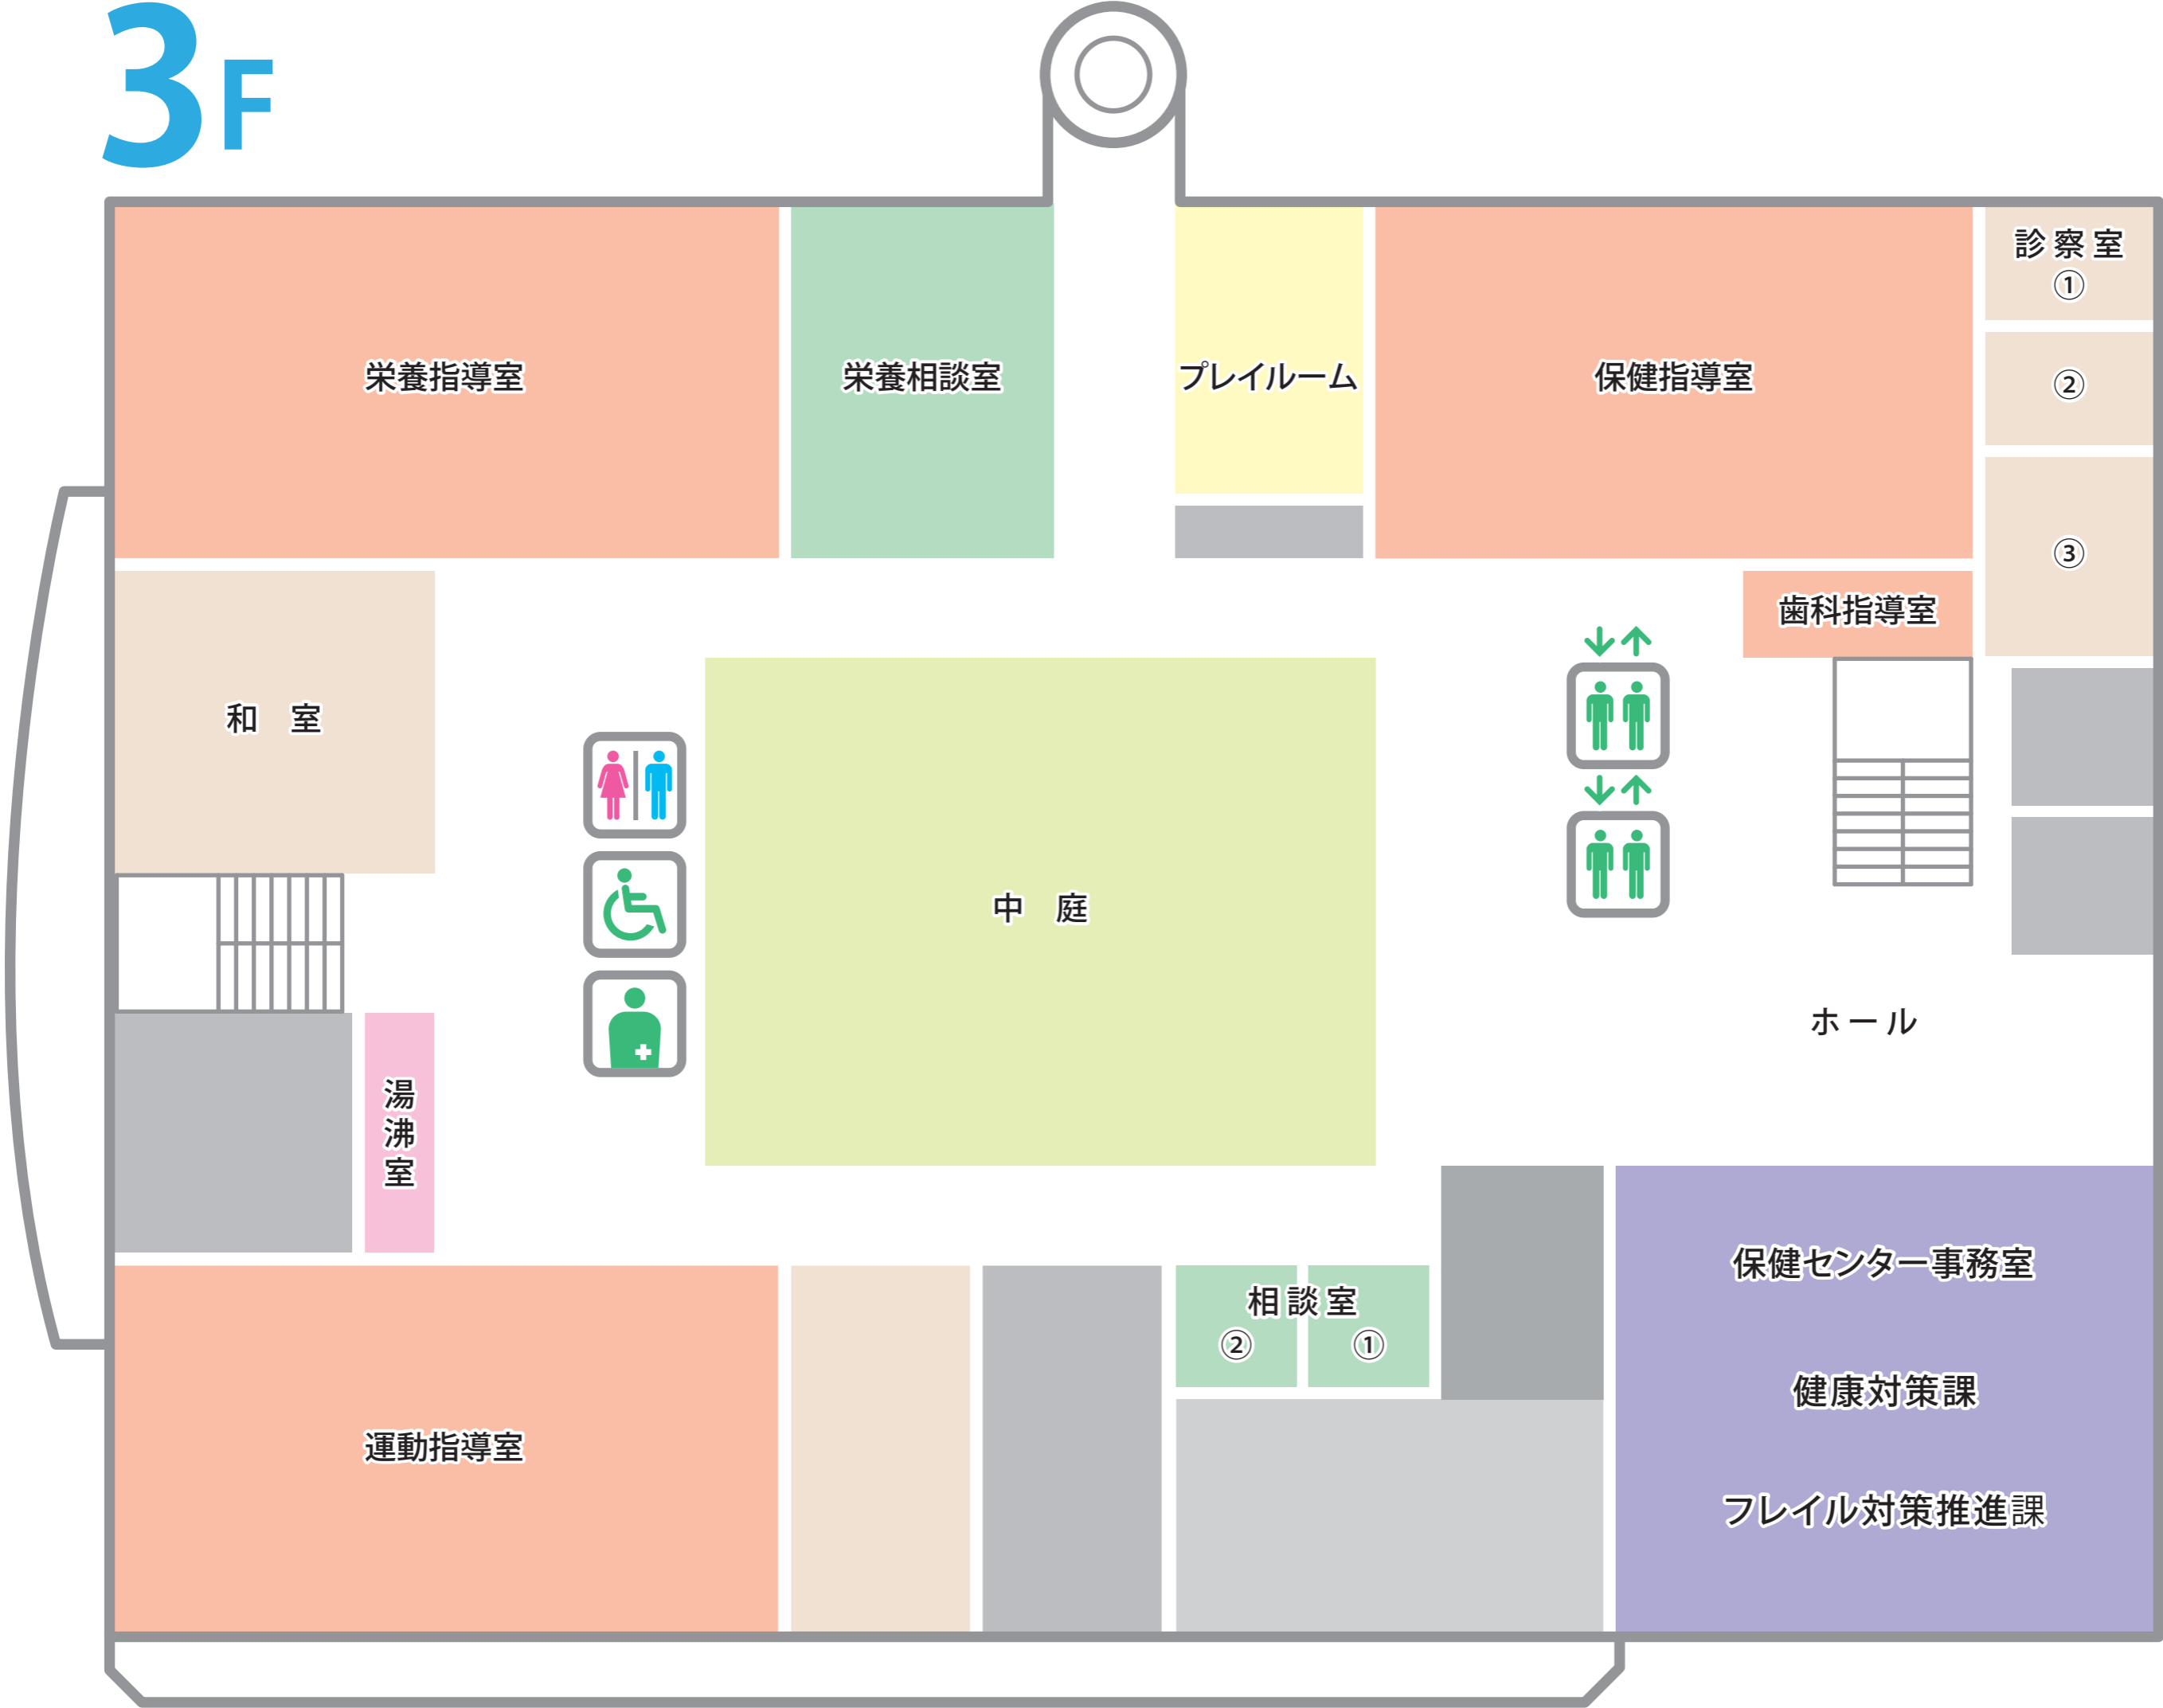 3F
診察室
①
栄養指導室
栄養相談室
プレイルーム
保健指導室
②
③
歯科指導室
和 室
中 庭
ホール
湯沸室
保健センター事務室
相談室
② ①
健康対策課
運動指導室
フレイル対策推進課